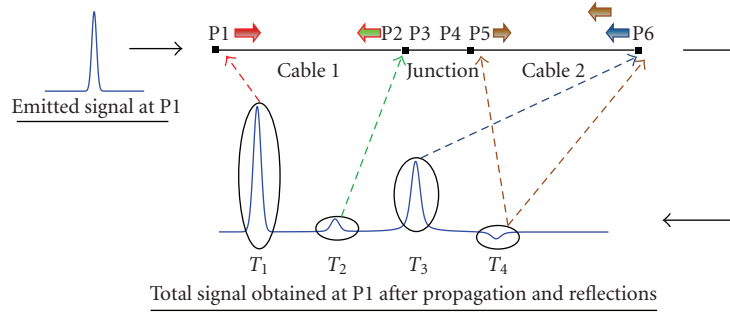 P1 P2 P3 P4 P5 P6
Cable 1 Junction Cable 2
Emitted signal at P1
T1 T2 T3 T4
Total signal obtained at P1 after propagation and reflections